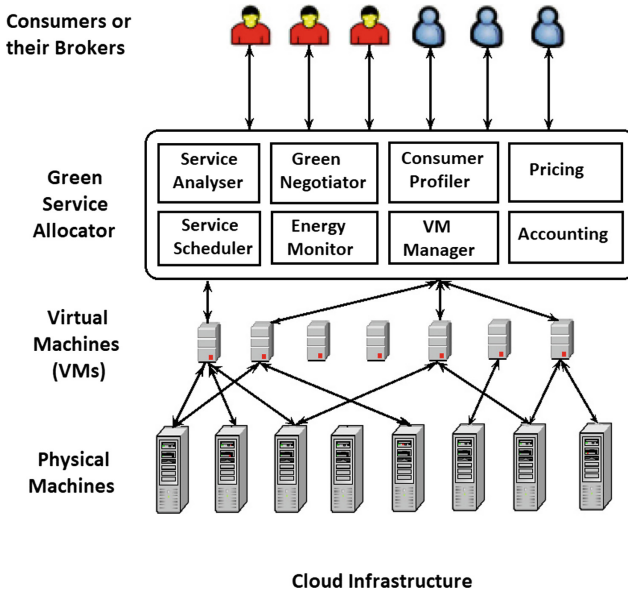 Consumers or
their Brokers
Green
Service
Allocator
Service
Analyser
Green
Negotiator
Consumer
Profiler
Pricing
Service
Scheduler
Energy
Monitor
VM
Manager
Accounting
Virtual
Machines
(VMs)
Physical
Machines
Cloud Infrastructure